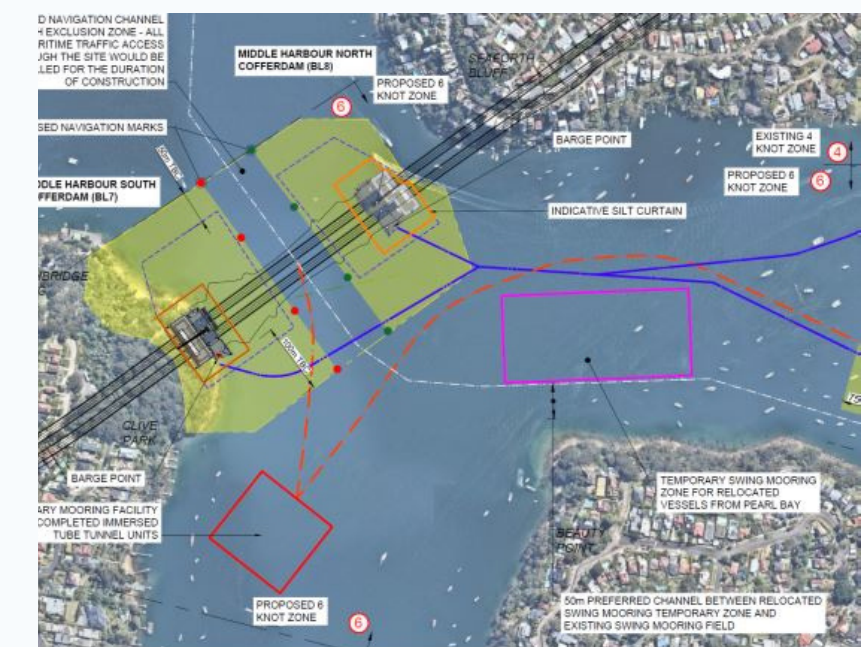 D NAVIGATION CHANNEL
EXCLUSION ZONE - ALL
RITIME TRAFFIC ACCESS
UGH THE SITE WOULD BE
LLED FOR THE DURATION
OF CONSTRUCTION
MIDDLE HARBOUR NORTH
COFFERDAM (BL8)
PROPOSED 6
KNOT ZONE
6
SEAFORTH
BLUFF
SED NAVIGATION MARKS
BARGE POINT
EXISTING 4
KNOT ZONE
4
PROPOSED 6
KNOT ZONE
6
DDLE HARBOUR SOUTH
FFERDAM (BL7)
INDICATIVE SILT CURTAIN
BRIDGE
CLIVE
PARK
BARGE POINT
ARY MOORING FACILITY
COMPLETED IMMERSED
TUBE TUNNEL UNITS
TEMPORARY SWING MOORING
ZONE FOR RELOCATED
VESSELS FROM PEARL BAY
BEAUTY
POINT
PROPOSED 6
KNOT ZONE
6
50m PREFERRED CHANNEL BETWEEN RELOCATED
SWING MOORING TEMPORARY ZONE AND
EXISTING SWING MOORING FIELD